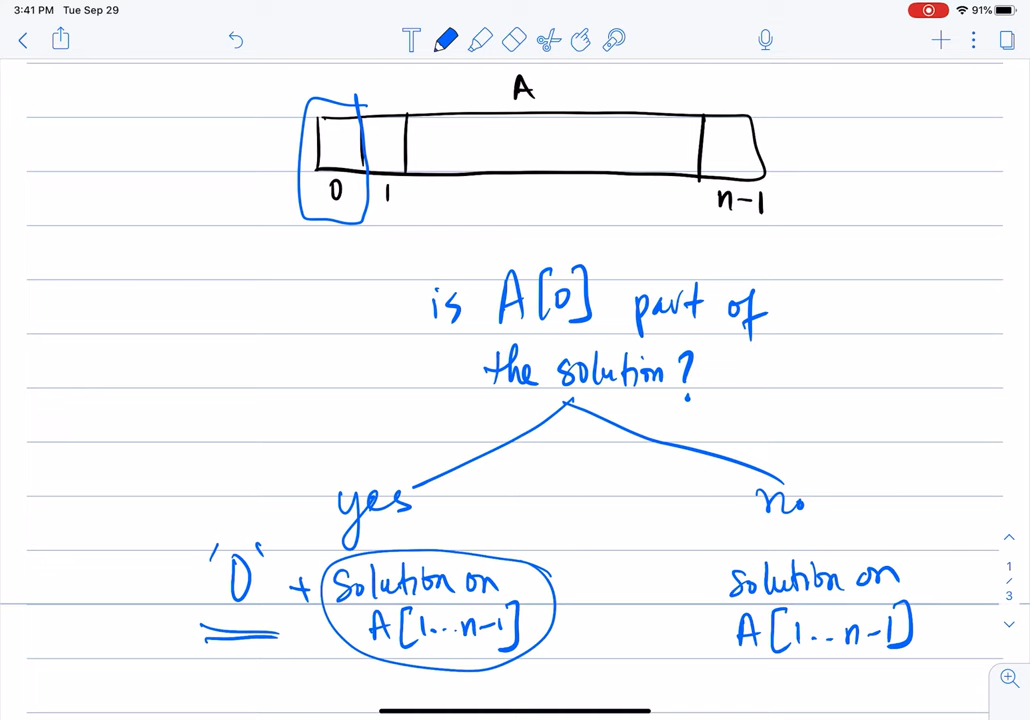 3:41 PM Tue Sep 29
91%
T
A
0 1 n-1
is A[0] part of
the solution?
yes no
'0' + solution on solution on
A[1...n-1] A[1...n-1]
1
/
3